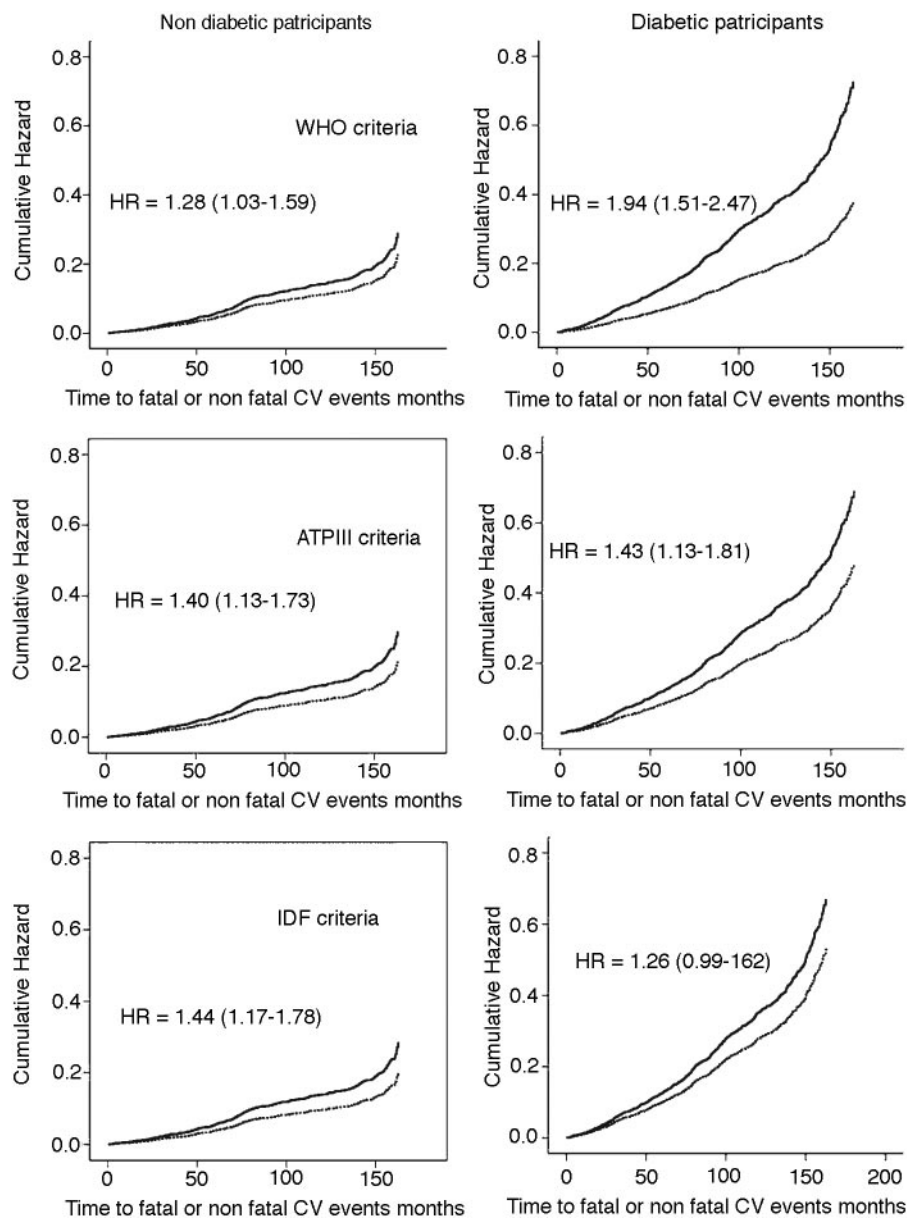 Non diabetic patricipants
Diabetic patricipants
Cumulative Hazard
0.8
0.6
0.4
0.2
0.0
WHO criteria
HR = 1.28 (1.03-1.59)
0
50
100
150
Time to fatal or non fatal CV events months
Cumulative Hazard
0.8
0.6
0.4
0.2
0.0
HR = 1.94 (1.51-2.47)
0
50
100
150
Time to fatal or non fatal CV events months
Cumulative Hazard
0.8
0.6
0.4
0.2
0.0
ATPIII criteria
HR = 1.40 (1.13-1.73)
0
50
100
150
Time to fatal or non fatal CV events months
Cumulative Hazard
0.8
0.6
0.4
0.2
0.0
HR = 1.43 (1.13-1.81)
0
50
100
150
Time to fatal or non fatal CV events months
Cumulative Hazard
0.8
0.6
0.4
0.2
0.0
IDF criteria
HR = 1.44 (1.17-1.78)
0
50
100
150
Time to fatal or non fatal CV events months
Cumulative Hazard
0.8
0.6
0.4
0.2
0.0
HR = 1.26 (0.99-162)
0
50
100
150
200
Time to fatal or non fatal CV events months